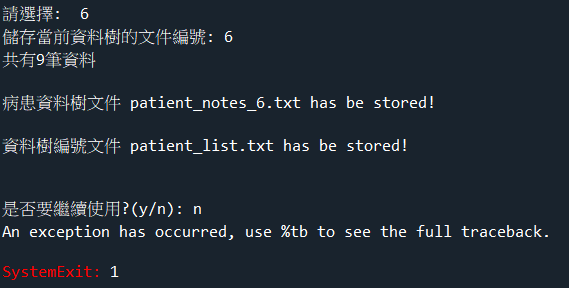 請選擇:  6
儲存當前資料樹的文件編號: 6
共有9筆資料
病患資料樹文件 patient_notes_6.txt has be stored!
資料樹編號文件 patient_list.txt has be stored!
是否要繼續使用?(y/n): n
An exception has occurred, use %tb to see the full traceback.
SystemExit: 1